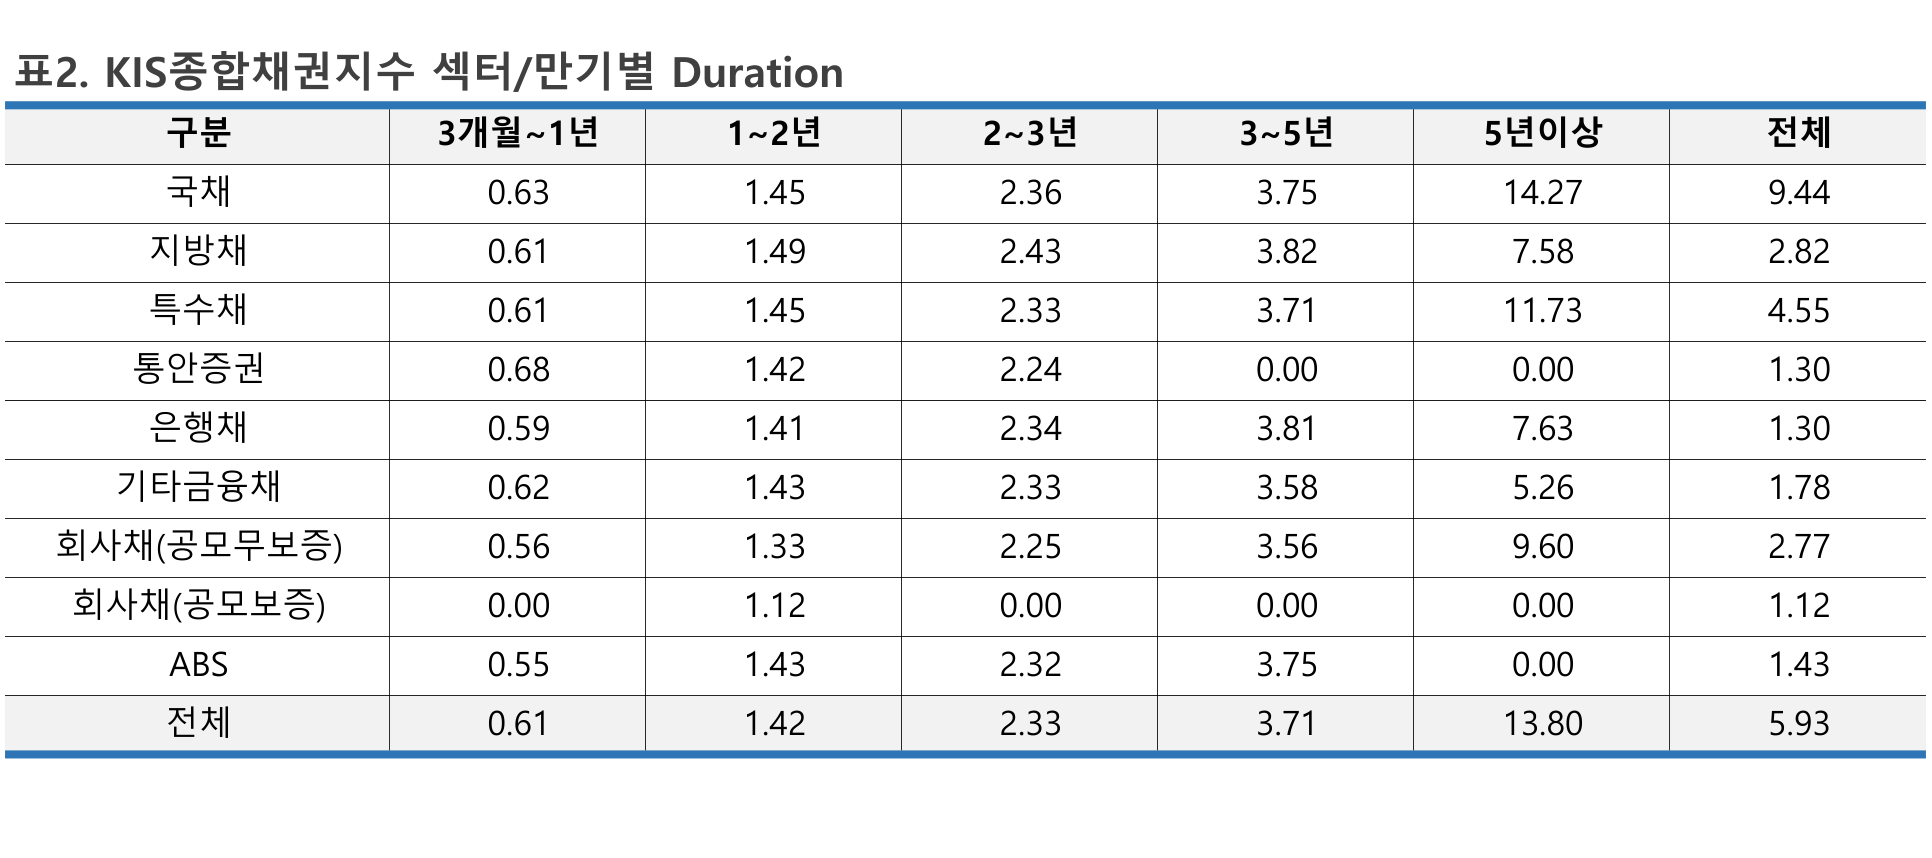 표2. KIS종합채권지수 섹터/만기별 Duration
구분 3개월~1년 1~2년 2~3년 3~5년 5년이상 전체
국채 0.63 1.45 2.36 3.75 14.27 9.44
지방채 0.61 1.49 2.43 3.82 7.58 2.82
특수채 0.61 1.45 2.33 3.71 11.73 4.55
통안증권 0.68 1.42 2.24 0.00 0.00 1.30
은행채 0.59 1.41 2.34 3.81 7.63 1.30
기타금융채 0.62 1.43 2.33 3.58 5.26 1.78
회사채(공모무보증) 0.56 1.33 2.25 3.56 9.60 2.77
회사채(공모보증) 0.00 1.12 0.00 0.00 0.00 1.12
ABS 0.55 1.43 2.32 3.75 0.00 1.43
전체 0.61 1.42 2.33 3.71 13.80 5.93